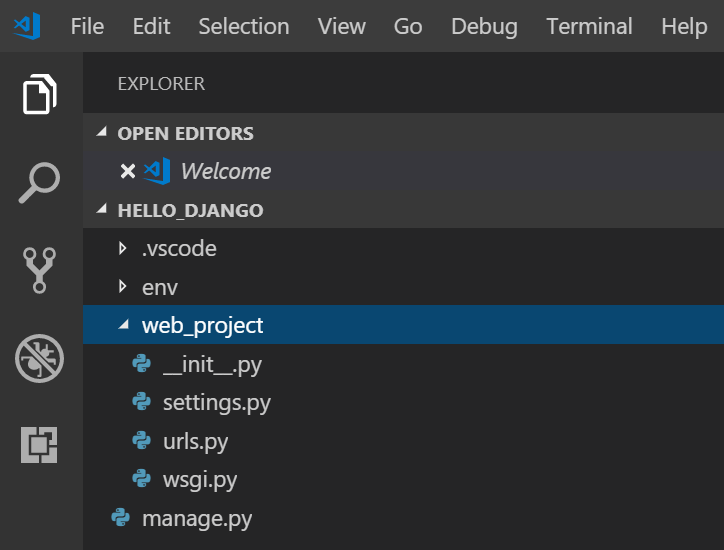 File Edit Selection View Go Debug Terminal Help
EXPLORER
OPEN EDITORS
Welcome
HELLO_DJANGO
.vscode
env
web_project
__init__.py
settings.py
urls.py
wsgi.py
manage.py